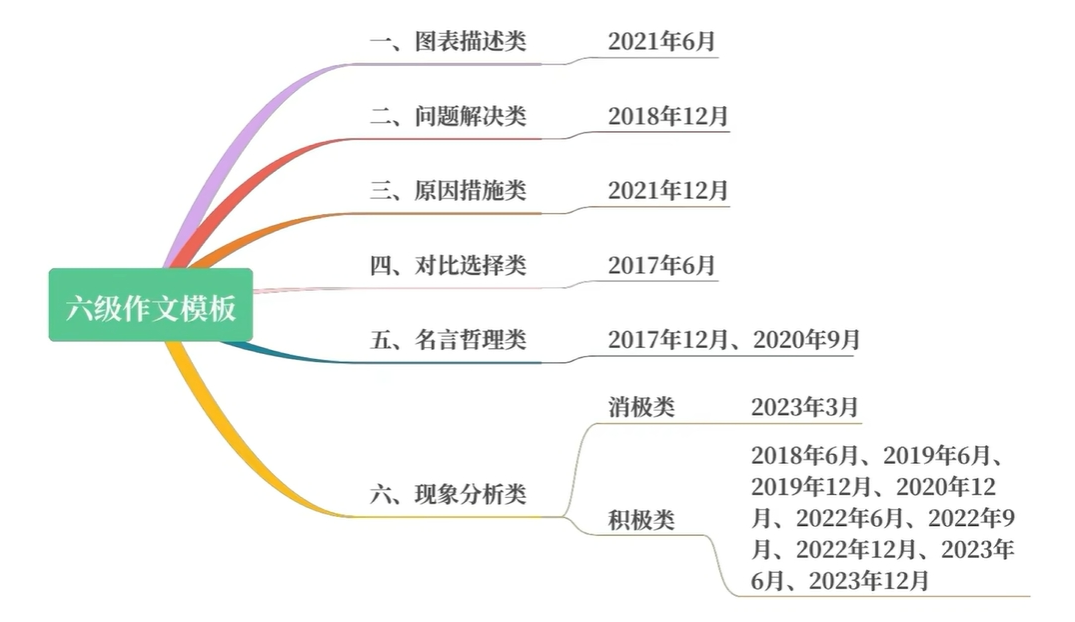 六级作文模板
一、图表描述类
2021年6月
二、问题解决类
2018年12月
三、原因措施类
2021年12月
四、对比选择类
2017年6月
五、名言哲理类
2017年12月、2020年9月
六、现象分析类
消极类
2023年3月
积极类
2018年6月、2019年6月、
2019年12月、2020年12
月、2022年6月、2022年9
月、2022年12月、2023年
6月、2023年12月